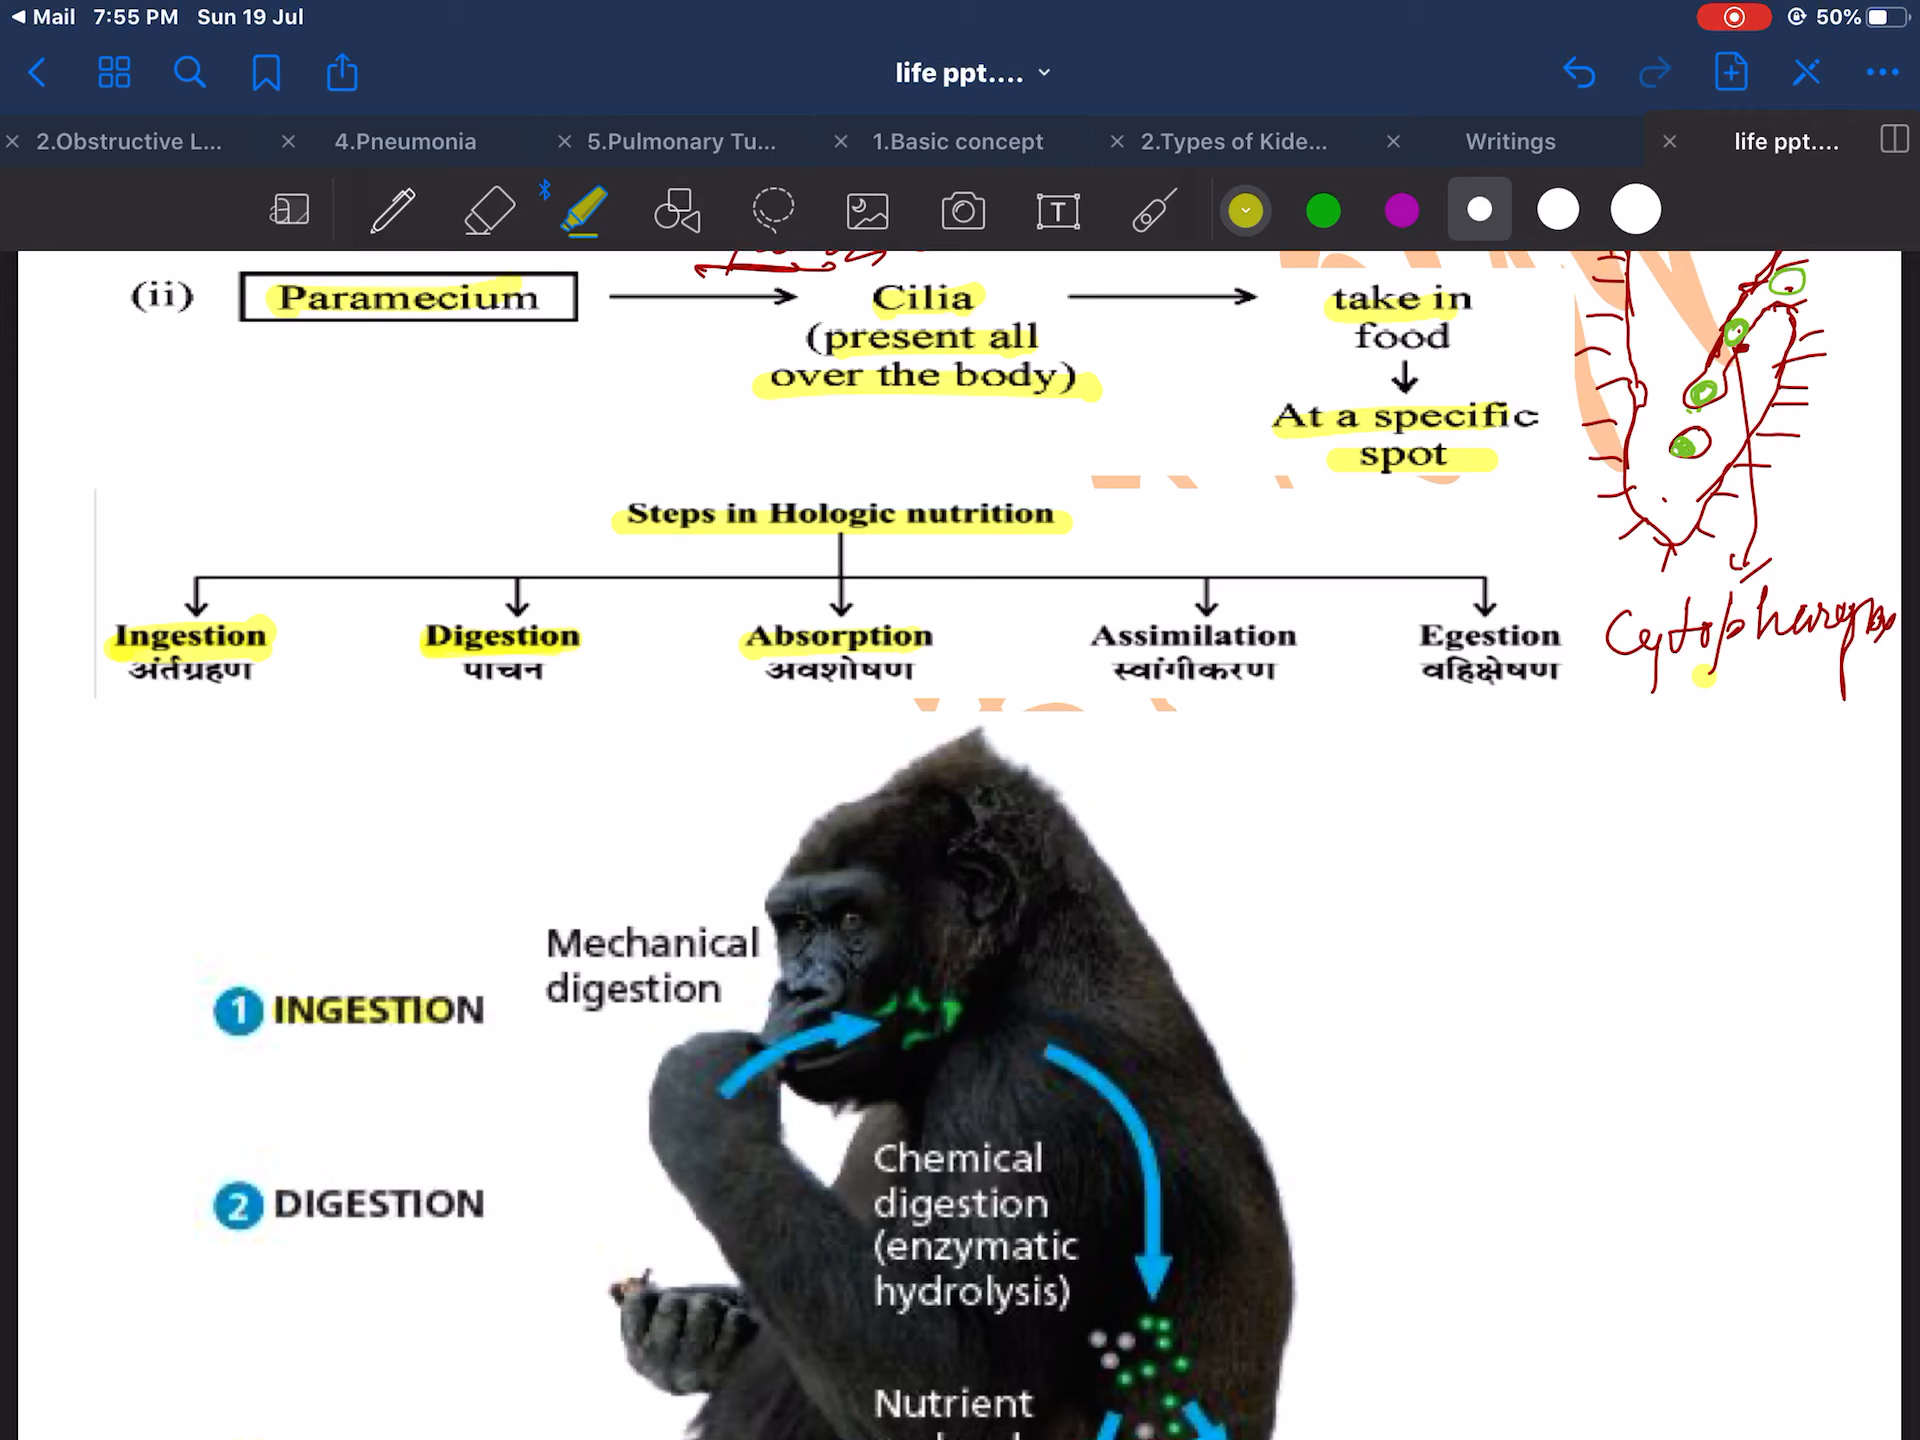 Mail 7:55 PM Sun 19 Jul 50%
life ppt....
2.Obstructive L... 4.Pneumonia 5.Pulmonary Tu... 1.Basic concept 2.Types of Kide... Writings life ppt....
(ii) Paramecium Cilia take in
(present all food
over the body)
At a specific
spot
Steps in Hologic nutrition
Ingestion Digestion Absorption Assimilation Egestion
अंर्तग्रहण पाचन अवशोषण स्वांगीकरण वहिक्षेषण
Mechanical
digestion
1 INGESTION
Chemical
digestion
(enzymatic
hydrolysis)
2 DIGESTION
Nutrient